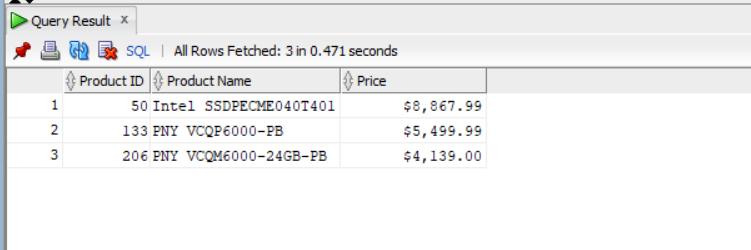 Query Result x
SQL | All Rows Fetched: 3 in 0.471 seconds
Product ID Product Name Price
1 50 Intel SSDPECME040T401 $8,867.99
2 133 PNY VCQP6000-PB $5,499.99
3 206 PNY VCQM6000-24GB-PB $4,139.00